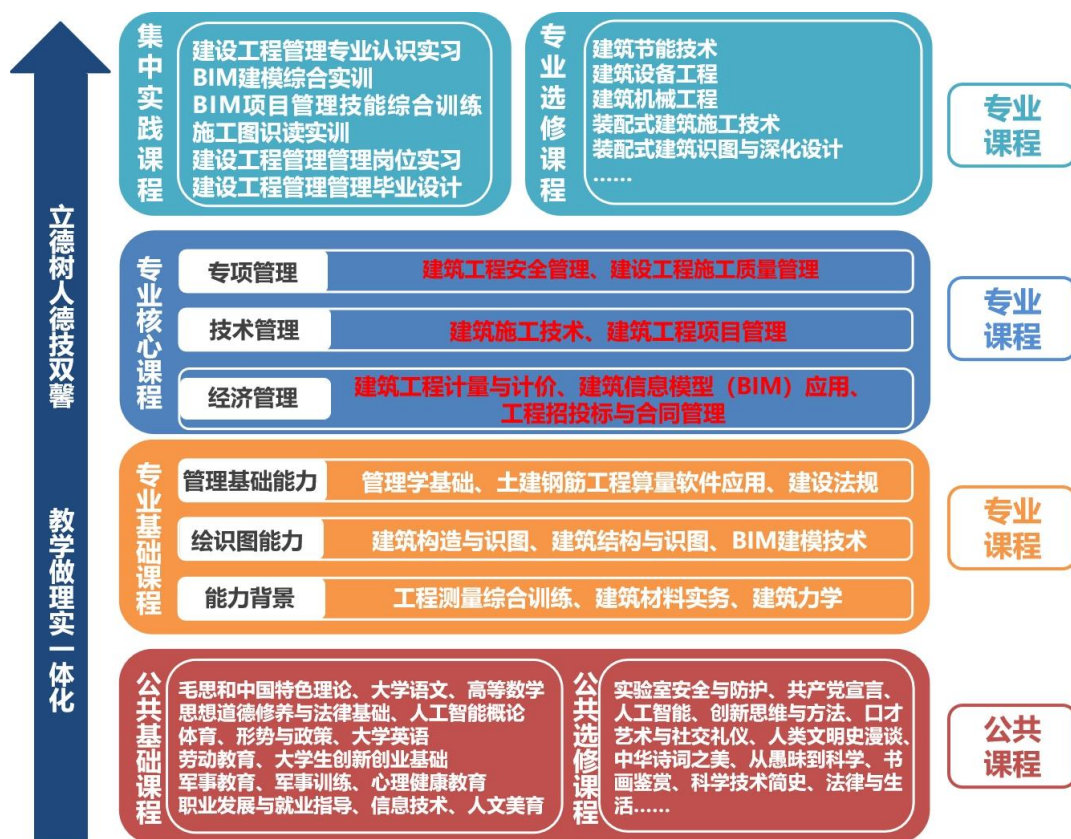 集中实践课程
建设工程管理专业认识实习
BIM建模综合实训
BIM项目管理技能综合训练
施工图识读实训
建设工程管理管理岗位实习
建设工程管理管理毕业设计
专业选修课程
建筑节能技术
建筑设备工程
建筑机械工程
装配式建筑施工技术
装配式建筑识图与深化设计
……
专业
课程
立德树人德技双馨
教学做理实一体化
专业核心课程
专项管理
建筑工程安全管理、建设工程施工质量管理
技术管理
建筑施工技术、建筑工程项目管理
经济管理
建筑工程计量与计价、建筑信息模型（BIM）应用、
工程招投标与合同管理
专业
课程
专业基础课程
管理基础能力
管理学基础、土建钢筋工程算量软件应用、建设法规
绘识图能力
建筑构造与识图、建筑结构与识图、BIM建模技术
能力背景
工程测量综合训练、建筑材料实务、建筑力学
专业
课程
公共基础课程
毛思和中国特色理论、大学语文、高等数学
思想道德修养与法律基础、人工智能概论
体育、形势与政策、大学英语
劳动教育、大学生创新创业基础
军事教育、军事训练、心理健康教育
职业发展与就业指导、信息技术、人文美育
公共选修课程
实验室安全与防护、共产党宣言、
人工智能、创新思维与方法、口才
艺术与社交礼仪、人类文明史漫谈、
中华诗词之美、从愚昧到科学、书
画鉴赏、科学技术简史、法律与生
活……
公共
课程